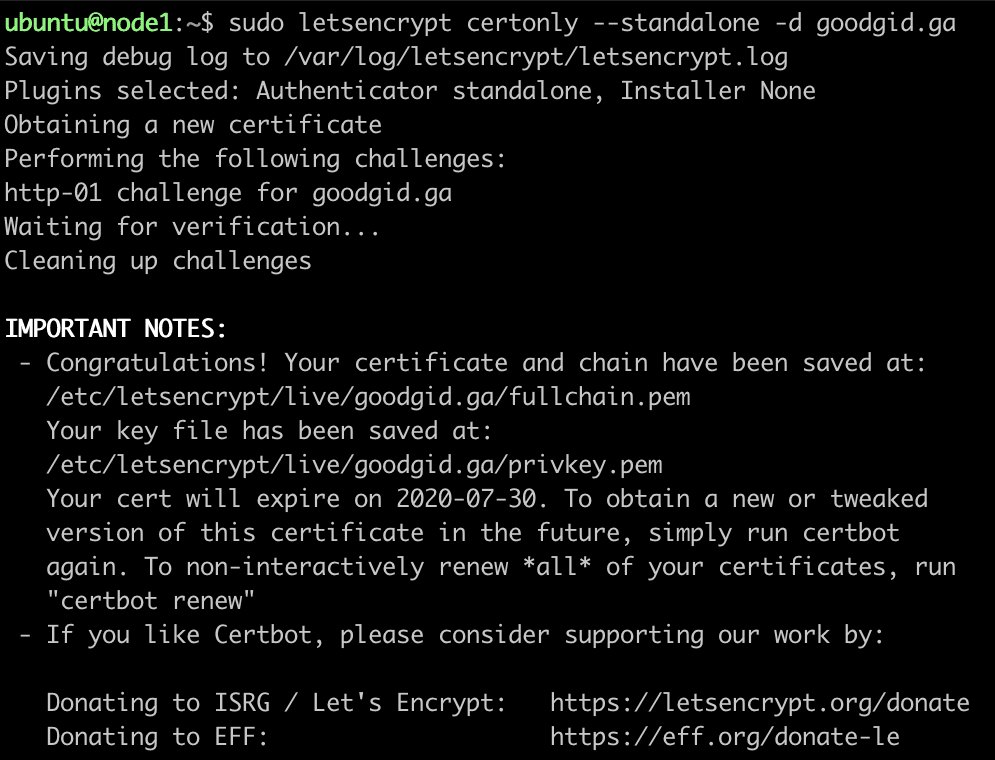 ubuntu@node1:~$ sudo letsencrypt certonly --standalone -d goodgid.ga
Saving debug log to /var/log/letsencrypt/letsencrypt.log
Plugins selected: Authenticator standalone, Installer None
Obtaining a new certificate
Performing the following challenges:
http-01 challenge for goodgid.ga
Waiting for verification...
Cleaning up challenges

IMPORTANT NOTES:
 - Congratulations! Your certificate and chain have been saved at:
   /etc/letsencrypt/live/goodgid.ga/fullchain.pem
   Your key file has been saved at:
   /etc/letsencrypt/live/goodgid.ga/privkey.pem
   Your cert will expire on 2020-07-30. To obtain a new or tweaked
   version of this certificate in the future, simply run certbot
   again. To non-interactively renew *all* of your certificates, run
   "certbot renew"
 - If you like Certbot, please consider supporting our work by:

   Donating to ISRG / Let's Encrypt:   https://letsencrypt.org/donate
   Donating to EFF:                    https://eff.org/donate-le